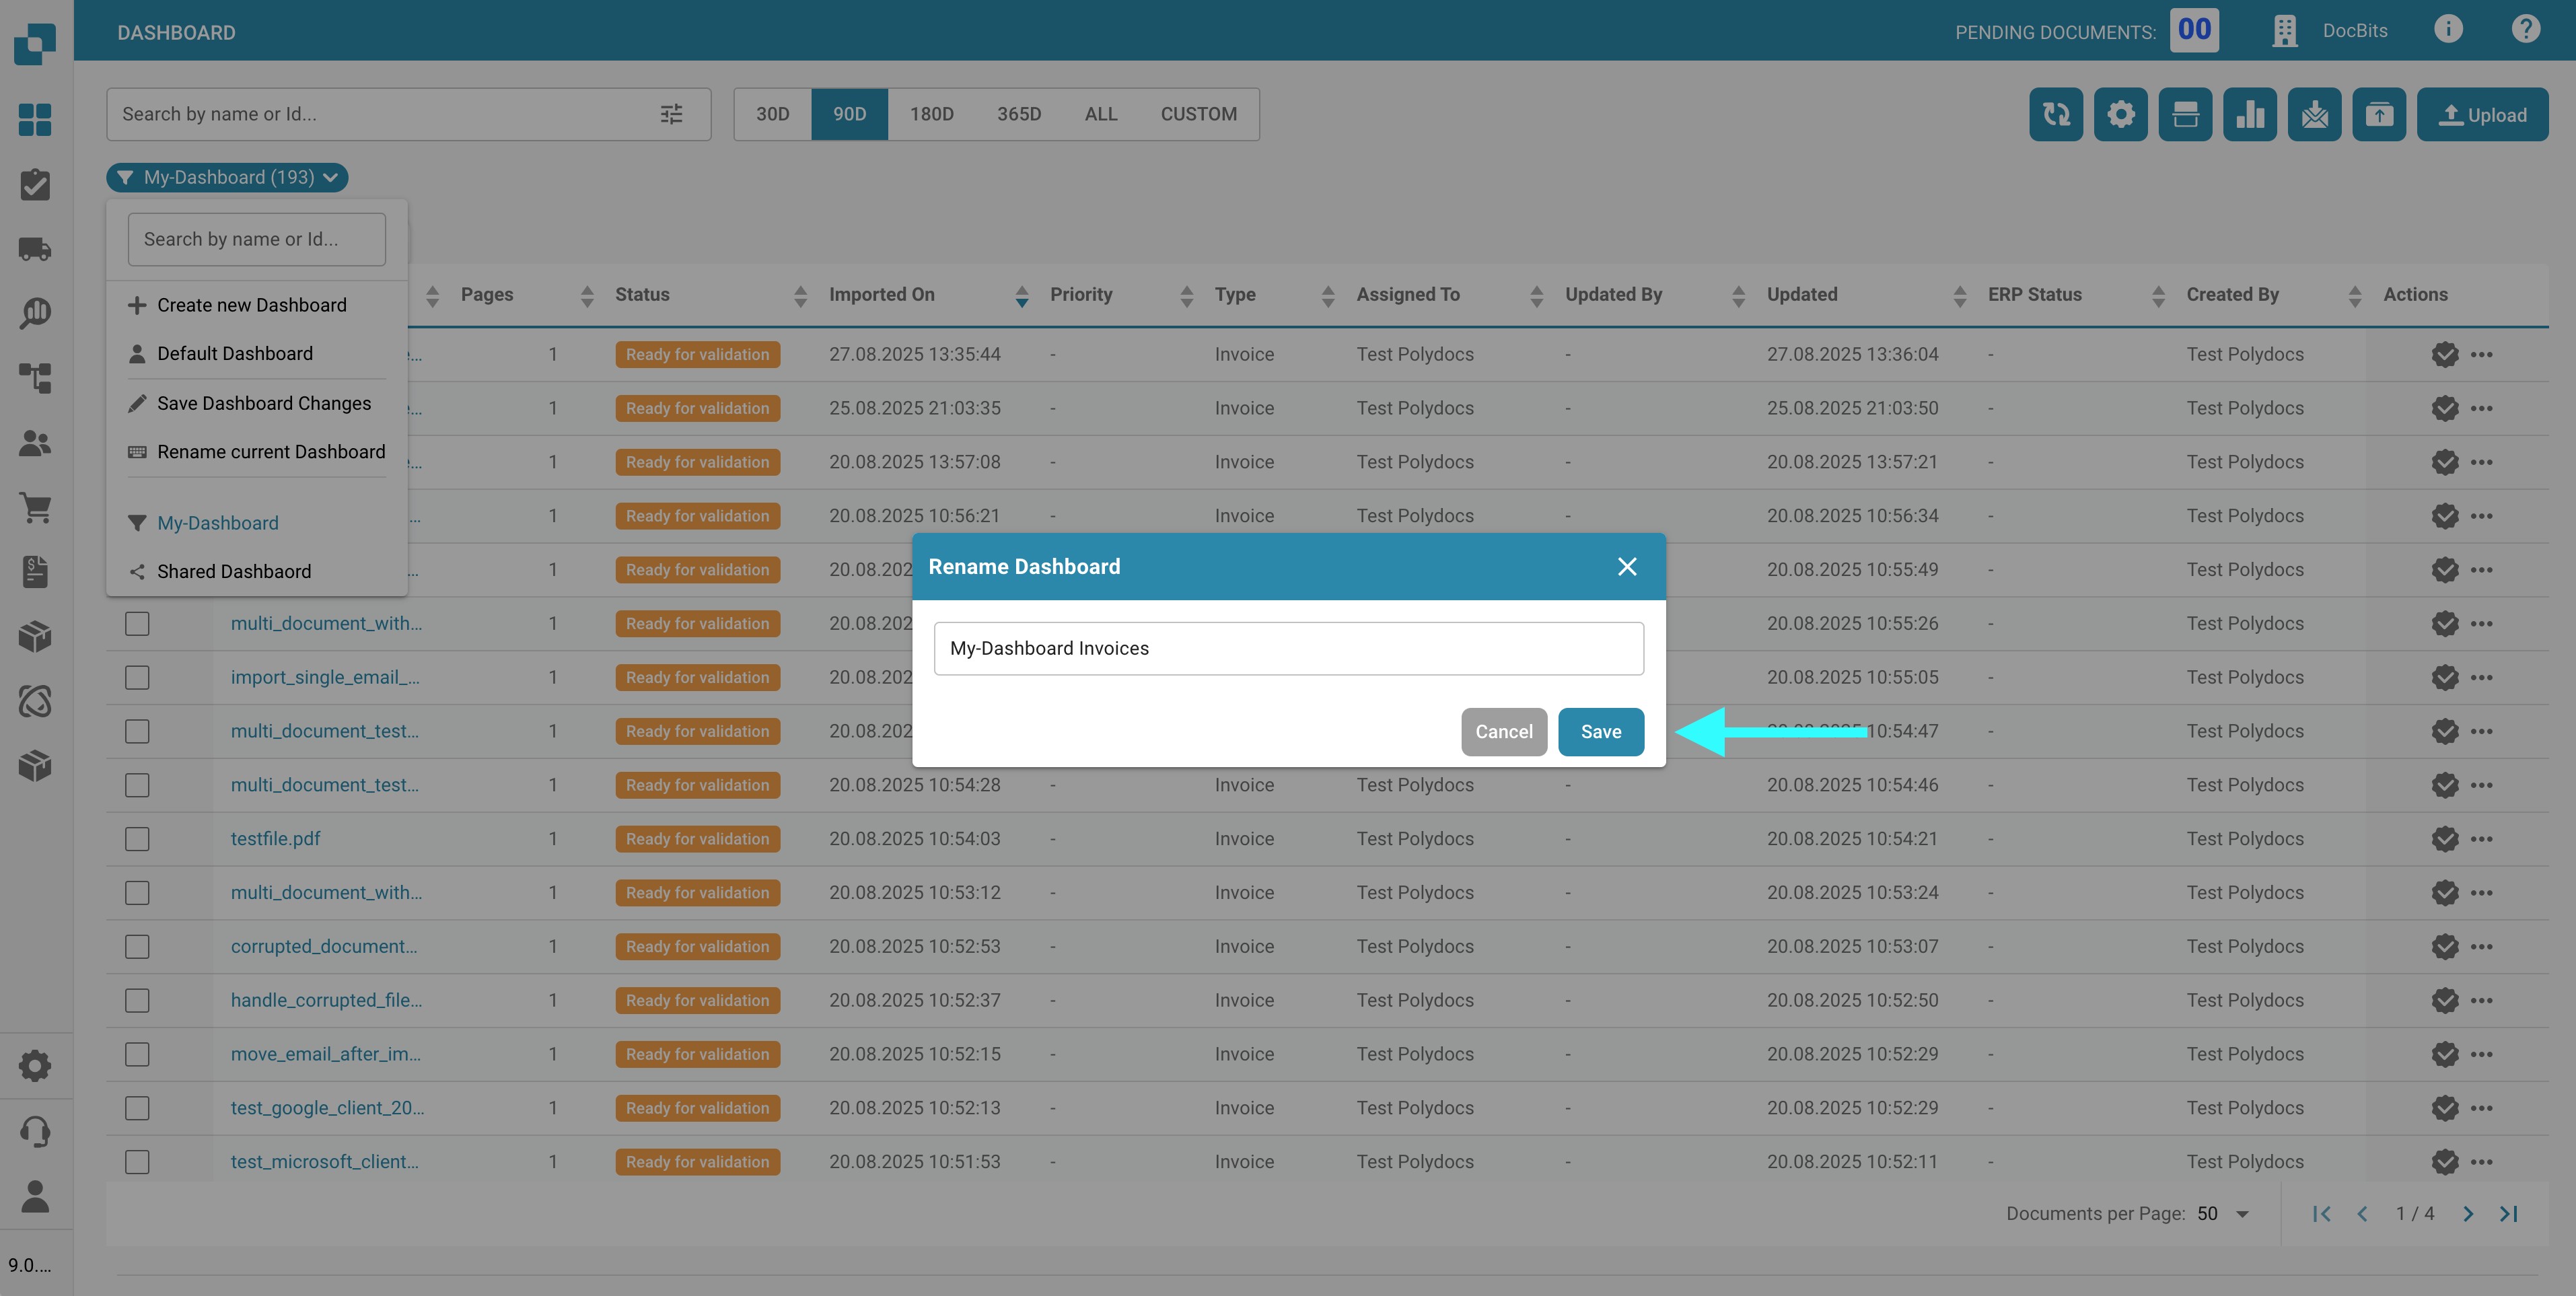 DASHBOARD
PENDING DOCUMENTS: 00
DocBits
Search by name or Id...
30D 90D 180D 365D ALL CUSTOM
Upload
My-Dashboard (193)
Search by name or Id...
Create new Dashboard
Default Dashboard
Save Dashboard Changes
Rename current Dashboard
My-Dashboard
Shared Dashbaord
Pages Status Imported On Priority Type Assigned To Updated By Updated ERP Status Created By Actions
1 Ready for validation 27.08.2025 13:35:44 - Invoice Test Polydocs - 27.08.2025 13:36:04 - Test Polydocs
1 Ready for validation 25.08.2025 21:03:35 - Invoice Test Polydocs - 25.08.2025 21:03:50 - Test Polydocs
1 Ready for validation 20.08.2025 13:57:08 - Invoice Test Polydocs - 20.08.2025 13:57:21 - Test Polydocs
... 1 Ready for validation 20.08.2025 10:56:21 - Invoice Test Polydocs - 20.08.2025 10:56:34 - Test Polydocs
... 1 Ready for validation 20.08.202 20.08.2025 10:55:49 - Test Polydocs
multi_document_with... 1 Ready for validation 20.08.202 20.08.2025 10:55:26 - Test Polydocs
import_single_email_... 1 Ready for validation 20.08.202 20.08.2025 10:55:05 - Test Polydocs
multi_document_test... 1 Ready for validation 20.08.202 10:54:47 - Test Polydocs
multi_document_test... 1 Ready for validation 20.08.2025 10:54:28 - Invoice Test Polydocs - 20.08.2025 10:54:46 - Test Polydocs
testfile.pdf 1 Ready for validation 20.08.2025 10:54:03 - Invoice Test Polydocs - 20.08.2025 10:54:21 - Test Polydocs
multi_document_with... 1 Ready for validation 20.08.2025 10:53:12 - Invoice Test Polydocs - 20.08.2025 10:53:24 - Test Polydocs
corrupted_document... 1 Ready for validation 20.08.2025 10:52:53 - Invoice Test Polydocs - 20.08.2025 10:53:07 - Test Polydocs
handle_corrupted_file... 1 Ready for validation 20.08.2025 10:52:37 - Invoice Test Polydocs - 20.08.2025 10:52:50 - Test Polydocs
move_email_after_im... 1 Ready for validation 20.08.2025 10:52:15 - Invoice Test Polydocs - 20.08.2025 10:52:29 - Test Polydocs
test_google_client_20... 1 Ready for validation 20.08.2025 10:52:13 - Invoice Test Polydocs - 20.08.2025 10:52:29 - Test Polydocs
test_microsoft_client... 1 Ready for validation 20.08.2025 10:51:53 - Invoice Test Polydocs - 20.08.2025 10:52:11 - Test Polydocs
Rename Dashboard
My-Dashboard Invoices
Cancel Save
Documents per Page: 50
1 / 4
9.0....